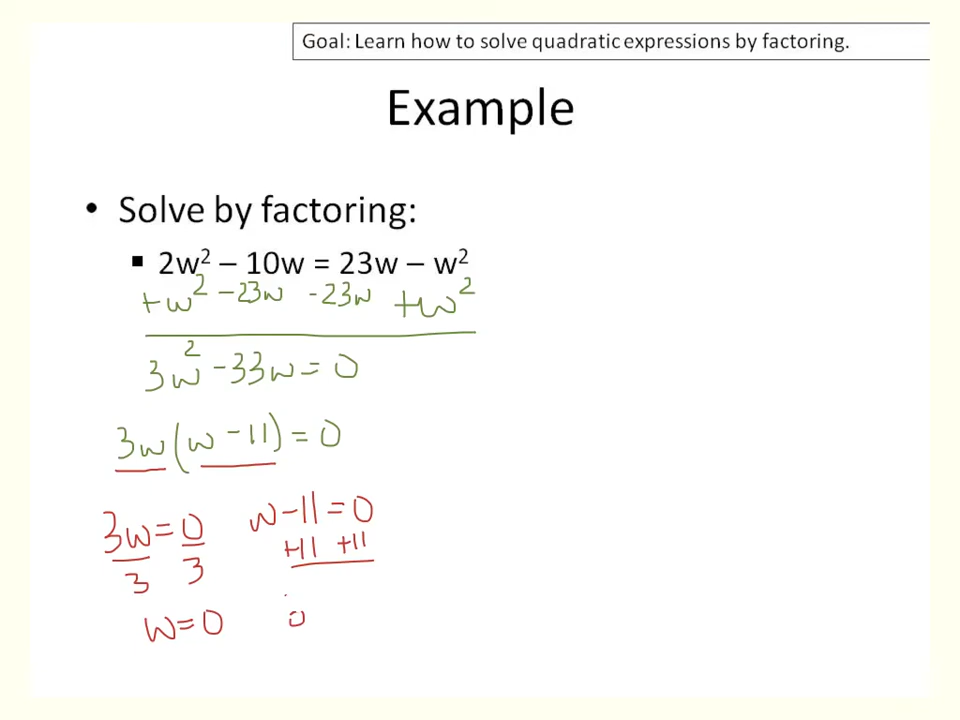 Goal: Learn how to solve quadratic expressions by factoring.
Example
• Solve by factoring:
▪ 2w² – 10w = 23w – w²
+w² -23w -23w +w²
3w² -33w = 0
3w(w -11) = 0
3w = 0 w -11 = 0
3 3 +11 +11
w = 0